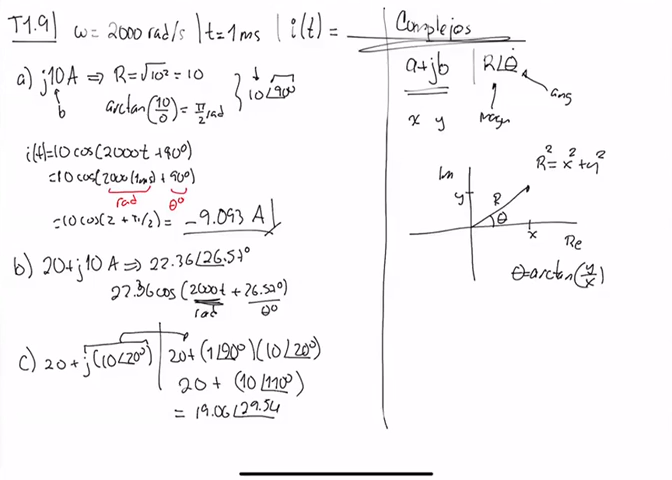 T1.9| ω = 2000 rad/s | t = 1 ms | i(t) = ___
a) j10 A ⇒ R = √10² = 10
b
arctan(10/0) = π/2 rad
10∠90°
i(t) = 10 cos(2000t + 90°)
= 10 cos(2000(1ms) + 90°)
rad θ°
= 10 cos(2 + π/2) = -9.093 A
b) 20 + j10 A ⇒ 22.36∠26.57°
22.36 cos(2000t + 26.57°)
rad θ°
c) 20 + j(10∠20°) | 20 + (1∠90°)(10∠20°)
20 + (10∠110°)
= 19.06∠29.54
Complejos
a + jb | R∠θ
ang
x y magn
R² = x² + y²
Im
y R
θ
x Re
θ = arctan(y/x)